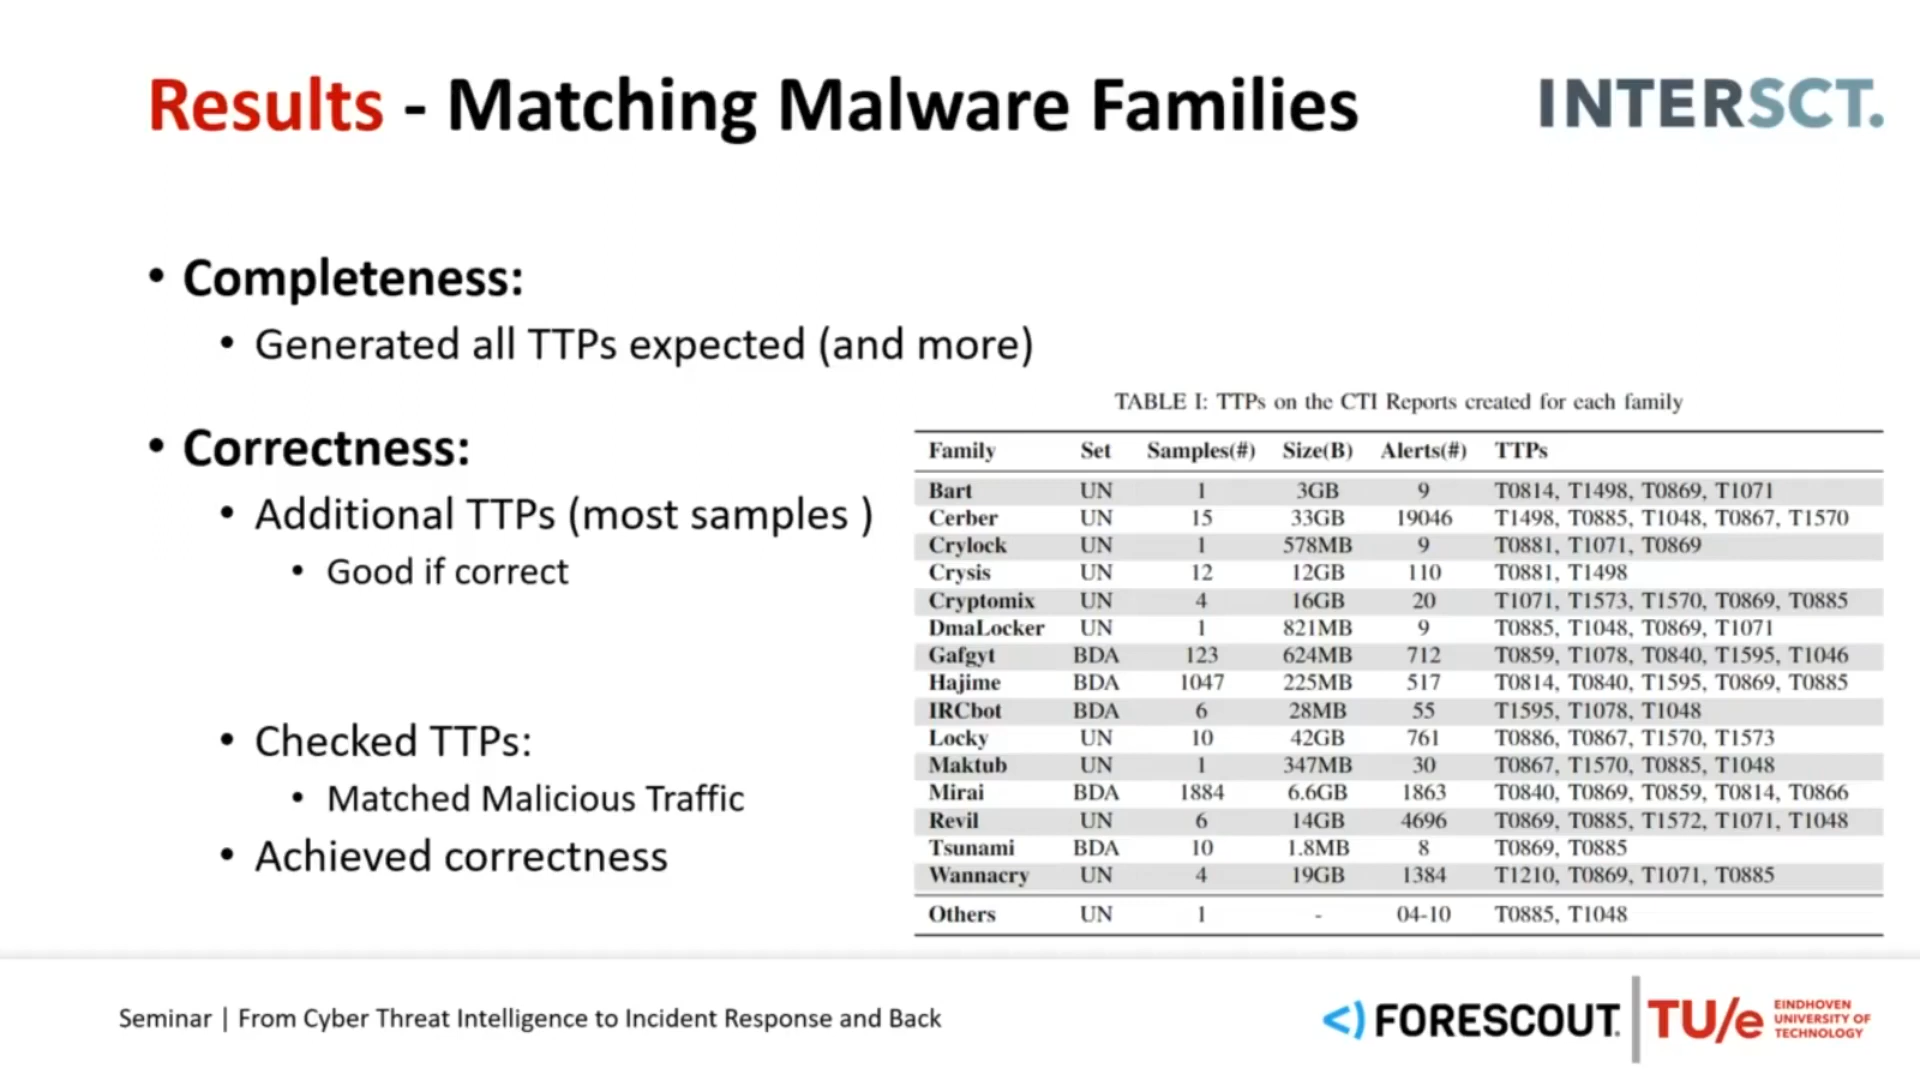 Results - Matching Malware Families
INTERSCT.
• Completeness:
• Generated all TTPs expected (and more)
• Correctness:
• Additional TTPs (most samples )
• Good if correct
• Checked TTPs:
• Matched Malicious Traffic
• Achieved correctness
TABLE I: TTPs on the CTI Reports created for each family
Family Set Samples(#) Size(B) Alerts(#) TTPs
Bart UN 1 3GB 9 T0814, T1498, T0869, T1071
Cerber UN 15 33GB 19046 T1498, T0885, T1048, T0867, T1570
Crylock UN 1 578MB 9 T0881, T1071, T0869
Crysis UN 12 12GB 110 T0881, T1498
Cryptomix UN 4 16GB 20 T1071, T1573, T1570, T0869, T0885
DmaLocker UN 1 821MB 9 T0885, T1048, T0869, T1071
Gafgyt BDA 123 624MB 712 T0859, T1078, T0840, T1595, T1046
Hajime BDA 1047 225MB 517 T0814, T0840, T1595, T0869, T0885
IRCbot BDA 6 28MB 55 T1595, T1078, T1048
Locky UN 10 42GB 761 T0886, T0867, T1570, T1573
Maktub UN 1 347MB 30 T0867, T1570, T0885, T1048
Mirai BDA 1884 6.6GB 1863 T0840, T0869, T0859, T0814, T0866
Revil UN 6 14GB 4696 T0869, T0885, T1572, T1071, T1048
Tsunami BDA 10 1.8MB 8 T0869, T0885
Wannacry UN 4 19GB 1384 T1210, T0869, T1071, T0885
Others UN 1 - 04-10 T0885, T1048
Seminar | From Cyber Threat Intelligence to Incident Response and Back
<) FORESCOUT.
TU/e
EINDHOVEN
UNIVERSITY OF
TECHNOLOGY